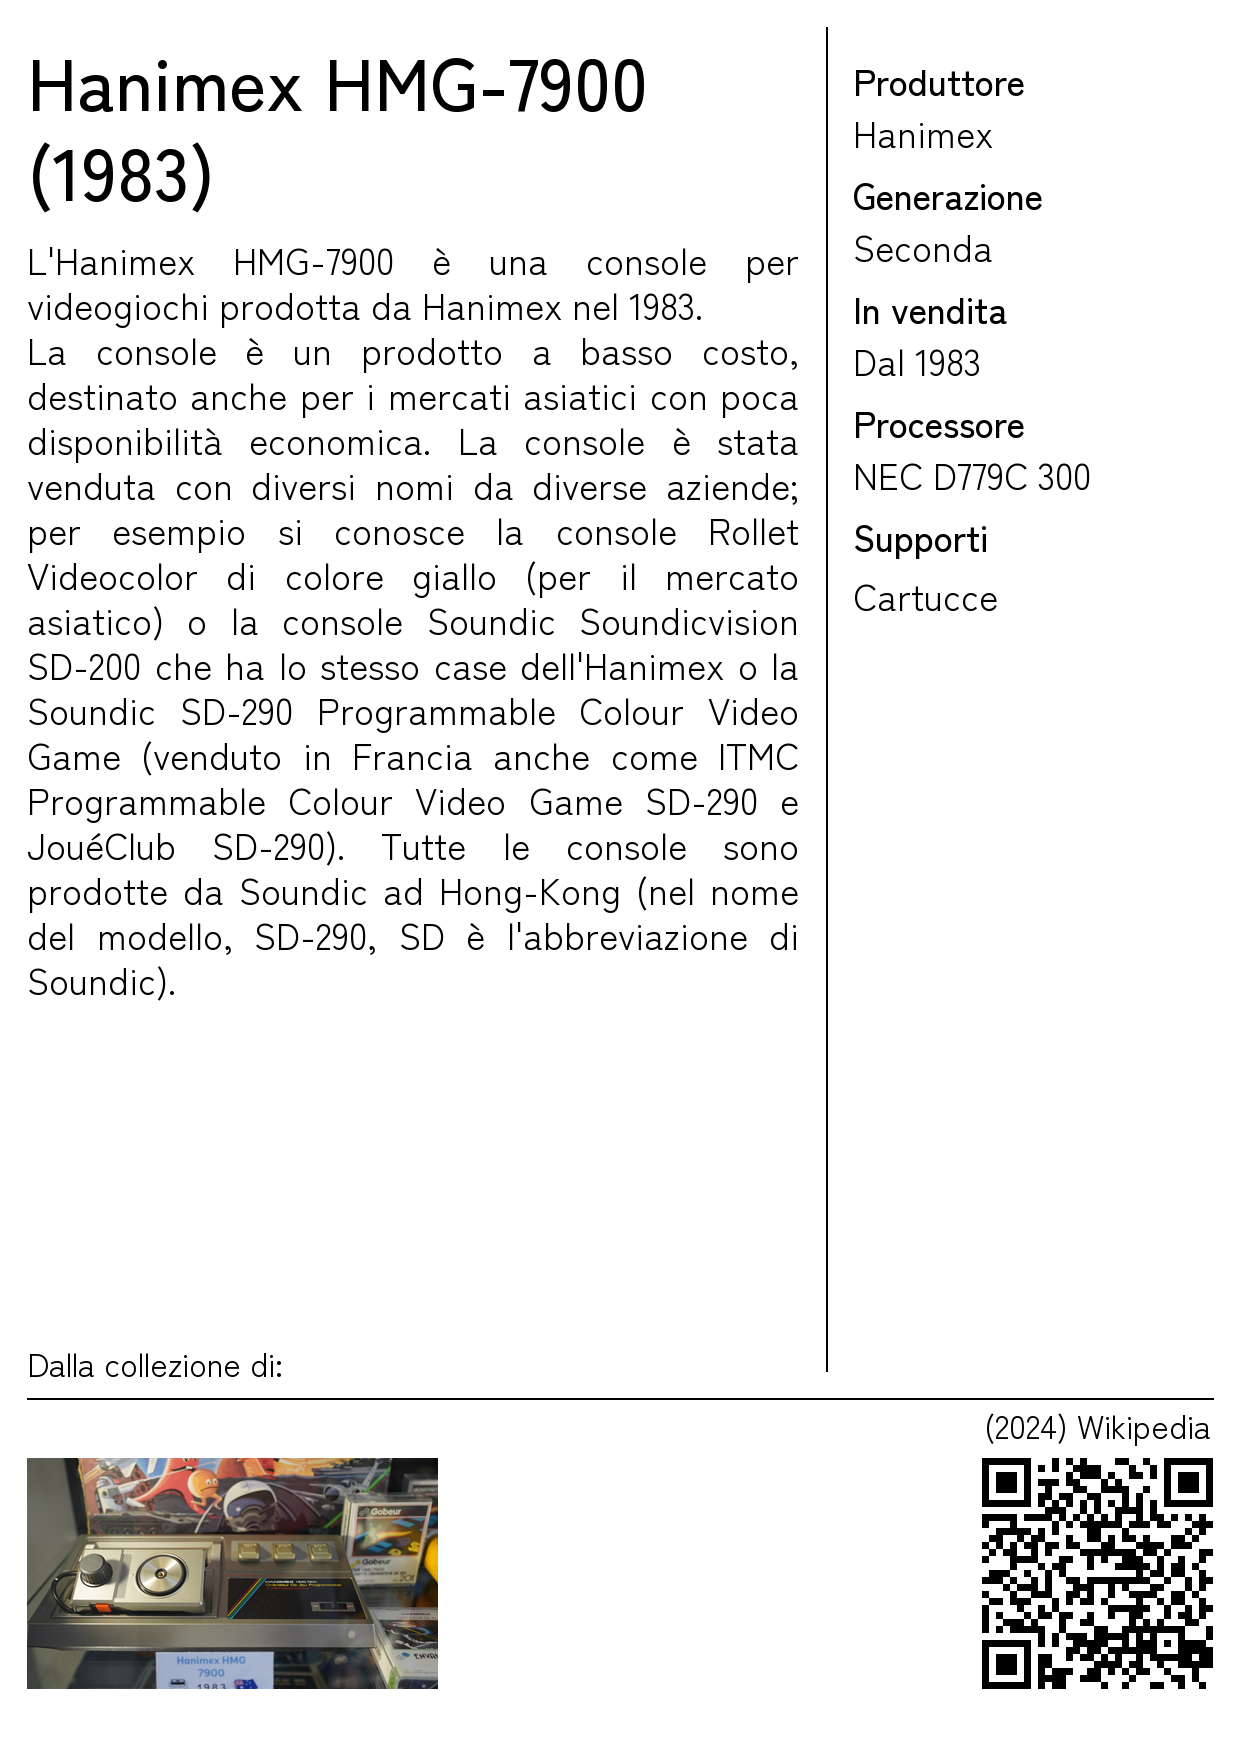 Hanimex HMG-7900
(1983)
L'Hanimex HMG-7900 è una console per
videogiochi prodotta da Hanimex nel 1983.
La console è un prodotto a basso costo,
destinato anche per i mercati asiatici con poca
disponibilità economica. La console è stata
venduta con diversi nomi da diverse aziende;
per esempio si conosce la console Rollet
Videocolor di colore giallo (per il mercato
asiatico) o la console Soundic Soundicvision
SD-200 che ha lo stesso case dell'Hanimex o la
Soundic SD-290 Programmable Colour Video
Game (venduto in Francia anche come ITMC
Programmable Colour Video Game SD-290 e
JouéClub SD-290). Tutte le console sono
prodotte da Soundic ad Hong-Kong (nel nome
del modello, SD-290, SD è l'abbreviazione di
Soundic).
Produttore
Hanimex
Generazione
Seconda
In vendita
Dal 1983
Processore
NEC D779C 300
Supporti
Cartucce
Dalla collezione di:
(2024) Wikipedia
Gobeur
Gobeur
HANIMEX HMG 7900
Ordinateur De Jeu Programmable
Hanimex HMG
7900
1983